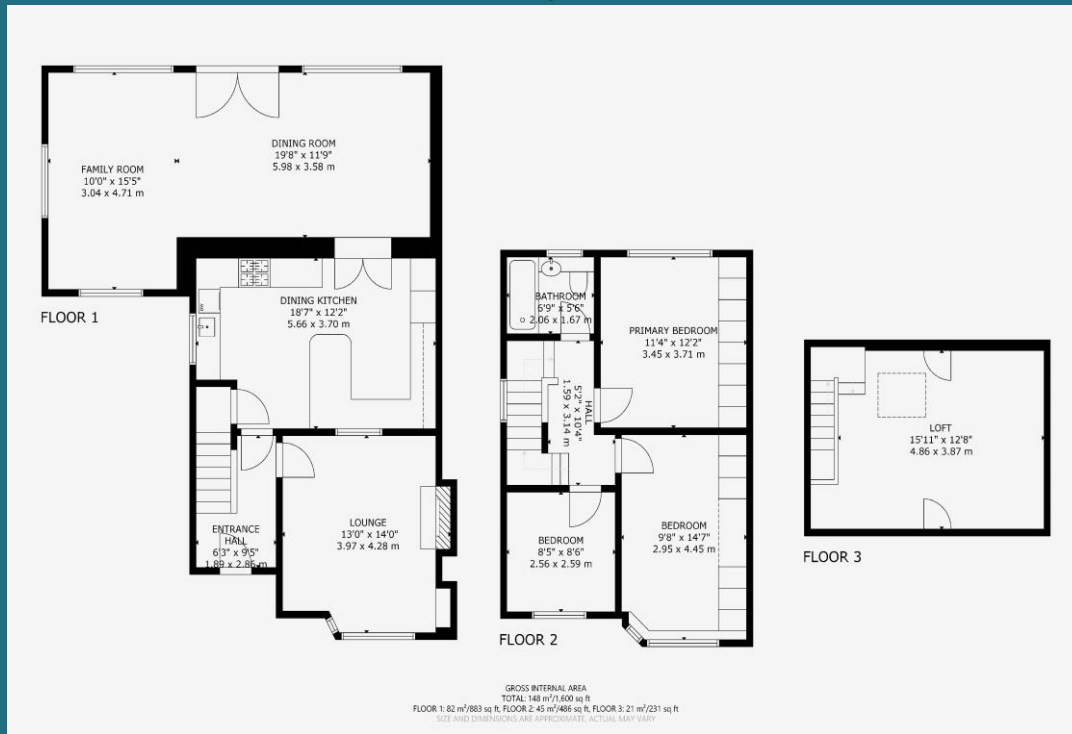 DINING ROOM
19'8" x 11'9"
5.98 x 3.58 m
FAMILY ROOM
10'0" x 15'5"
3.04 x 4.71 m
DINING KITCHEN
18'7" x 12'2"
5.66 x 3.70 m
FLOOR 1
LOUNGE
13'0" x 14'0"
3.97 x 4.28 m
ENTRANCE
HALL
6'3" x 9'5"
1.89 x 2.86 m
BATHROOM
6'9" x 5'6"
2.06 x 1.67 m
PRIMARY BEDROOM
11'4" x 12'2"
3.45 x 3.71 m
HALL
5'2" x 10'4"
1.59 x 3.14 m
BEDROOM
8'5" x 8'6"
2.56 x 2.59 m
BEDROOM
9'8" x 14'7"
2.95 x 4.45 m
FLOOR 2
LOFT
15'11" x 12'8"
4.86 x 3.87 m
FLOOR 3
GROSS INTERNAL AREA
TOTAL: 148 m²/1,600 sq ft
FLOOR 1: 82 m²/883 sq ft, FLOOR 2: 45 m²/486 sq ft, FLOOR 3: 21 m²/231 sq ft
SIZE AND DIMENSIONS ARE APPROXIMATE, ACTUAL MAY VARY